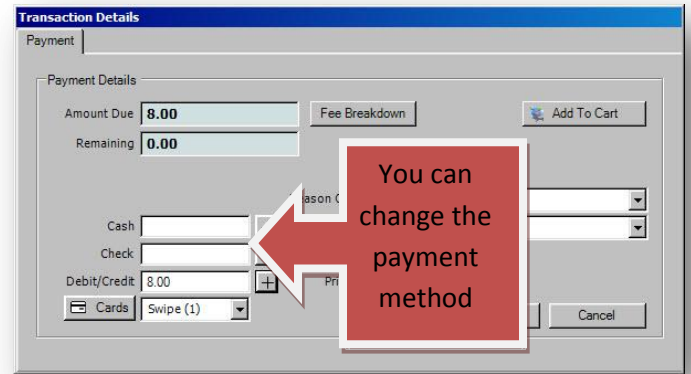 Transaction Details
Payment
Payment Details
Amount Due 8.00 Fee Breakdown Add To Cart
Remaining 0.00
You can
change the
payment
method
Cash
Check
Debit/Credit 8.00 +
Cards Swipe (1)
Cancel